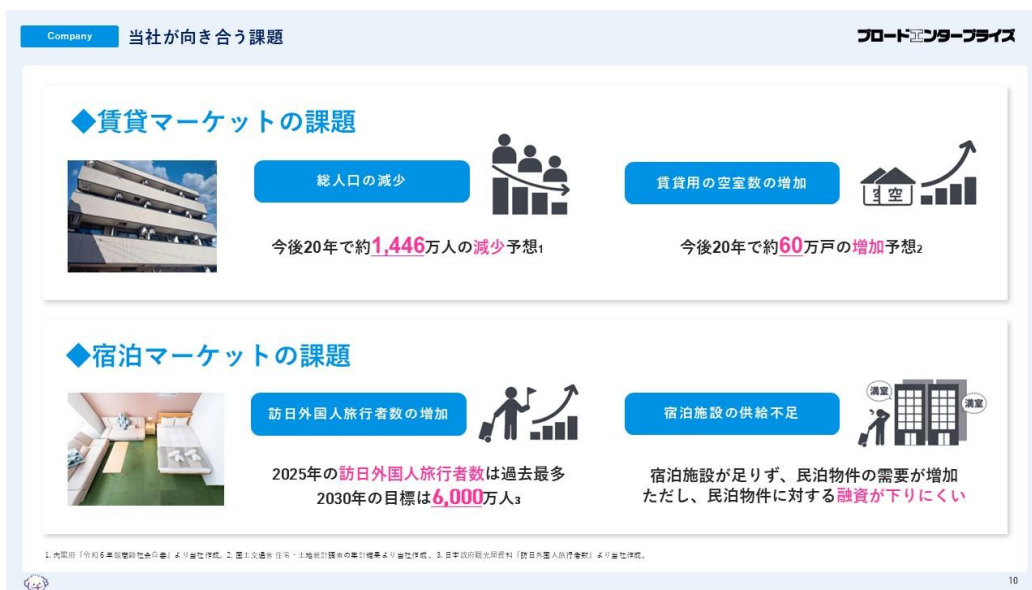 Company 当社が向き合う課題
ブロードエンタープライズ
◆賃貸マーケットの課題
総人口の減少
賃貸用の空室数の増加
空
今後20年で約1,446万人の減少予想1
今後20年で約60万戸の増加予想2
◆宿泊マーケットの課題
訪日外国人旅行者数の増加
宿泊施設の供給不足
満室
満室
2025年の訪日外国人旅行者数は過去最多
2030年の目標は6,000万人3
宿泊施設が足りず、民泊物件の需要が増加
ただし、民泊物件に対する融資が下りにくい
1. 内閣府「令和6年版高齢社会白書」より当社作成。2. 国土交通省 住宅・土地統計調査の集計結果より当社作成。3. 日本政府観光局資料「訪日外国人旅行者数」より当社作成。
10